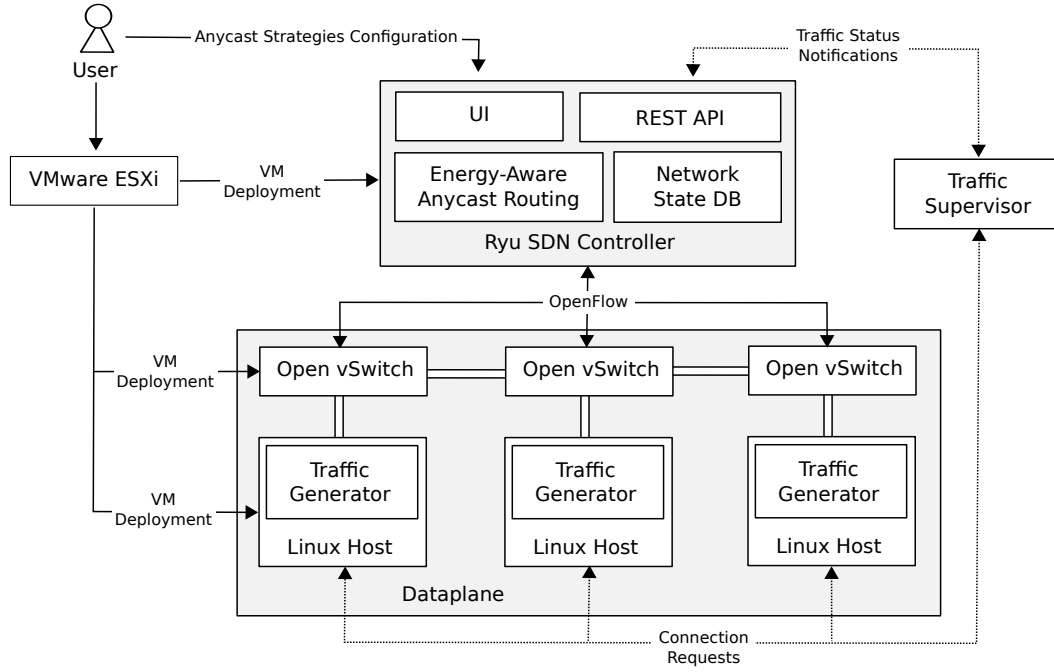 Anycast Strategies Configuration
Traffic Status
Notifications
User
UI
REST API
VMware ESXi
VM
Deployment
Energy-Aware
Anycast Routing
Network
State DB
Traffic
Supervisor
Ryu SDN Controller
OpenFlow
VM
Deployment
Open vSwitch
Open vSwitch
Open vSwitch
Traffic
Generator
Traffic
Generator
Traffic
Generator
VM
Deployment
Linux Host
Linux Host
Linux Host
Dataplane
Connection
Requests